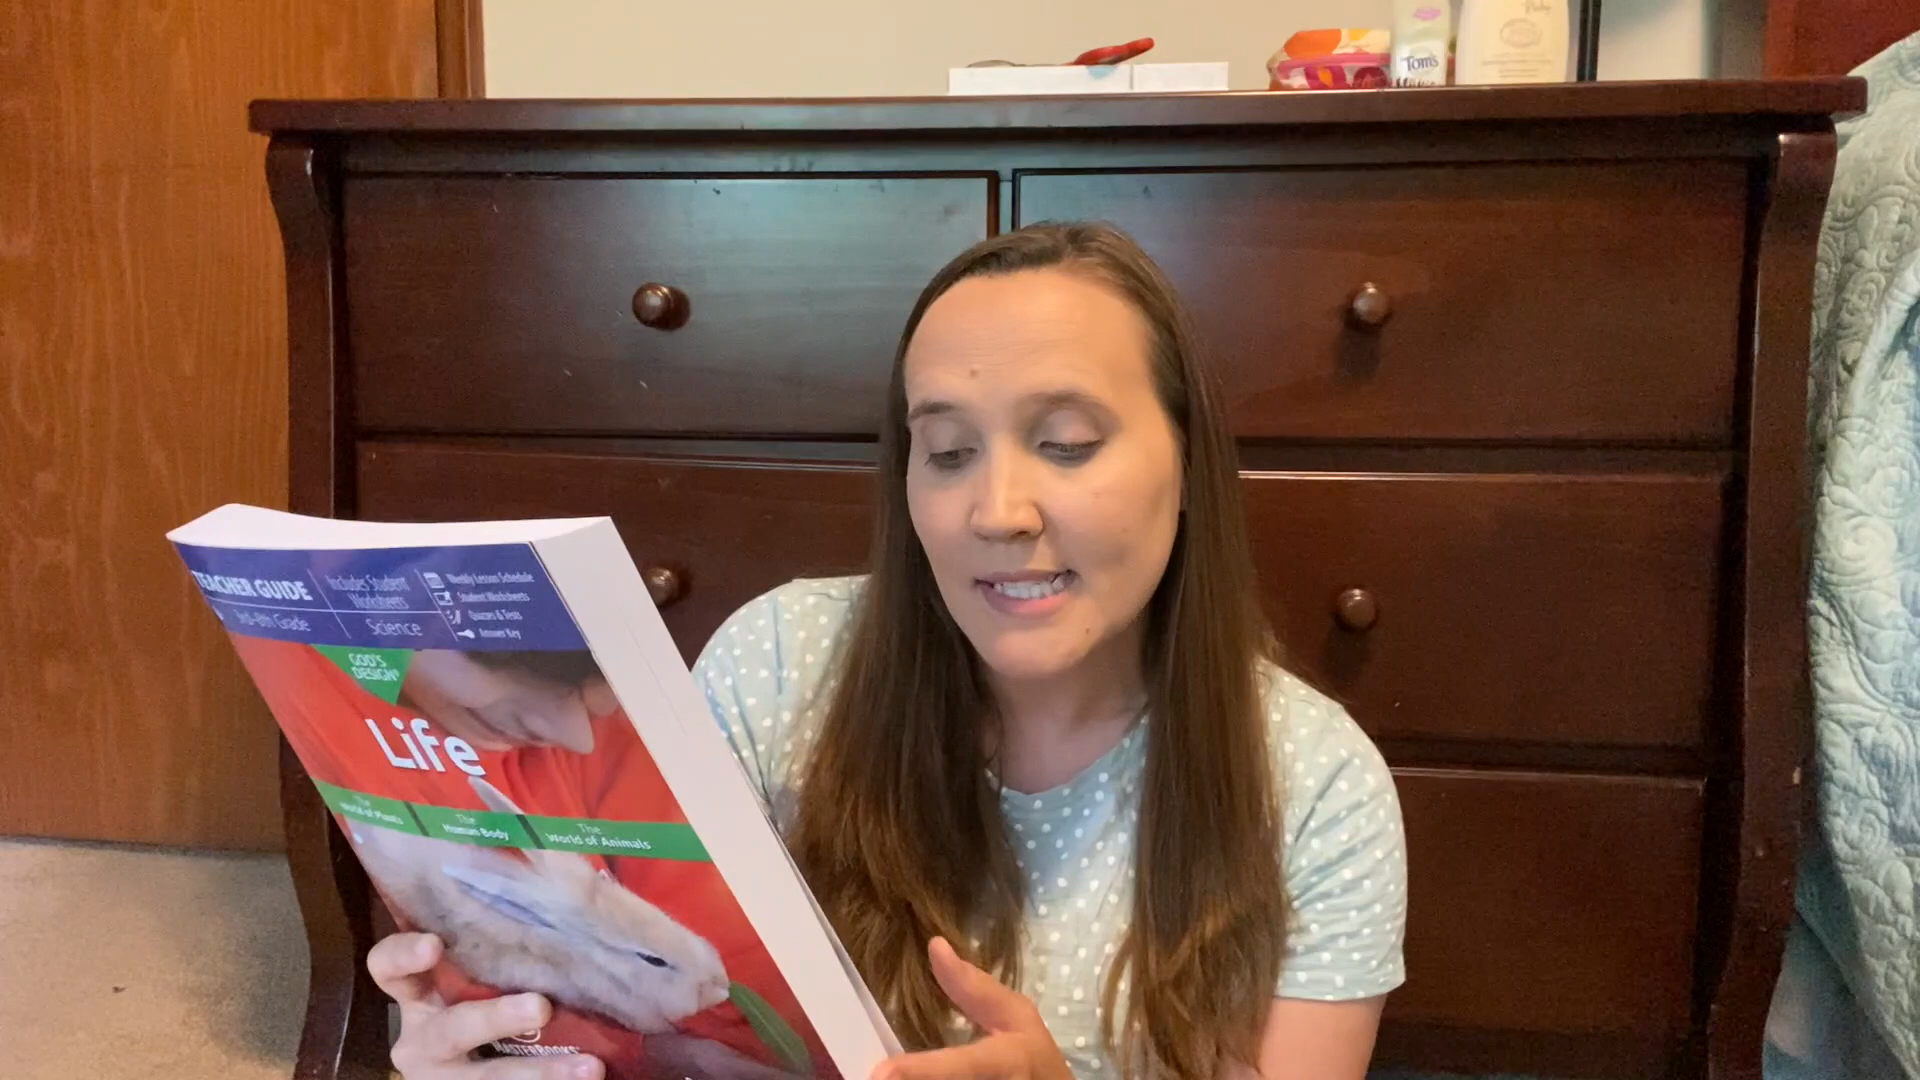 Tom's
TEACHER GUIDE
3rd-8th Grade
Includes Student
Worksheets
Science
Weekly Lesson Schedule
Student Worksheets
Quizzes & Tests
Answer Key
GOD'S
DESIGN®
Life
The
World of Plants
The
Human Body
The
World of Animals
MASTERBOOKS®